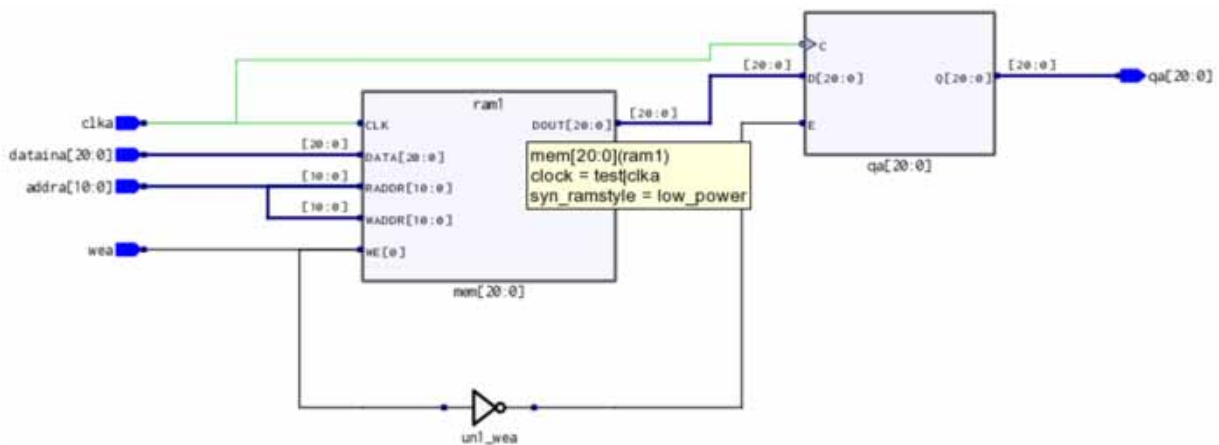 [20:0]
C
D[20:0]
Q[20:0]
[20:0]
qa[20:0]
E
qa[20:0]
ram1
clka
CLK
DOUT[20:0]
[20:0]
dataina[20:0]
[20:0]
DATA[20:0]
addra[10:0]
[10:0]
RADDR[10:0]
[10:0]
WADDR[10:0]
wea
WE[0]
mem[20:0]
mem[20:0](ram1)
clock = test|clka
syn_ramstyle = low_power
un1_wea